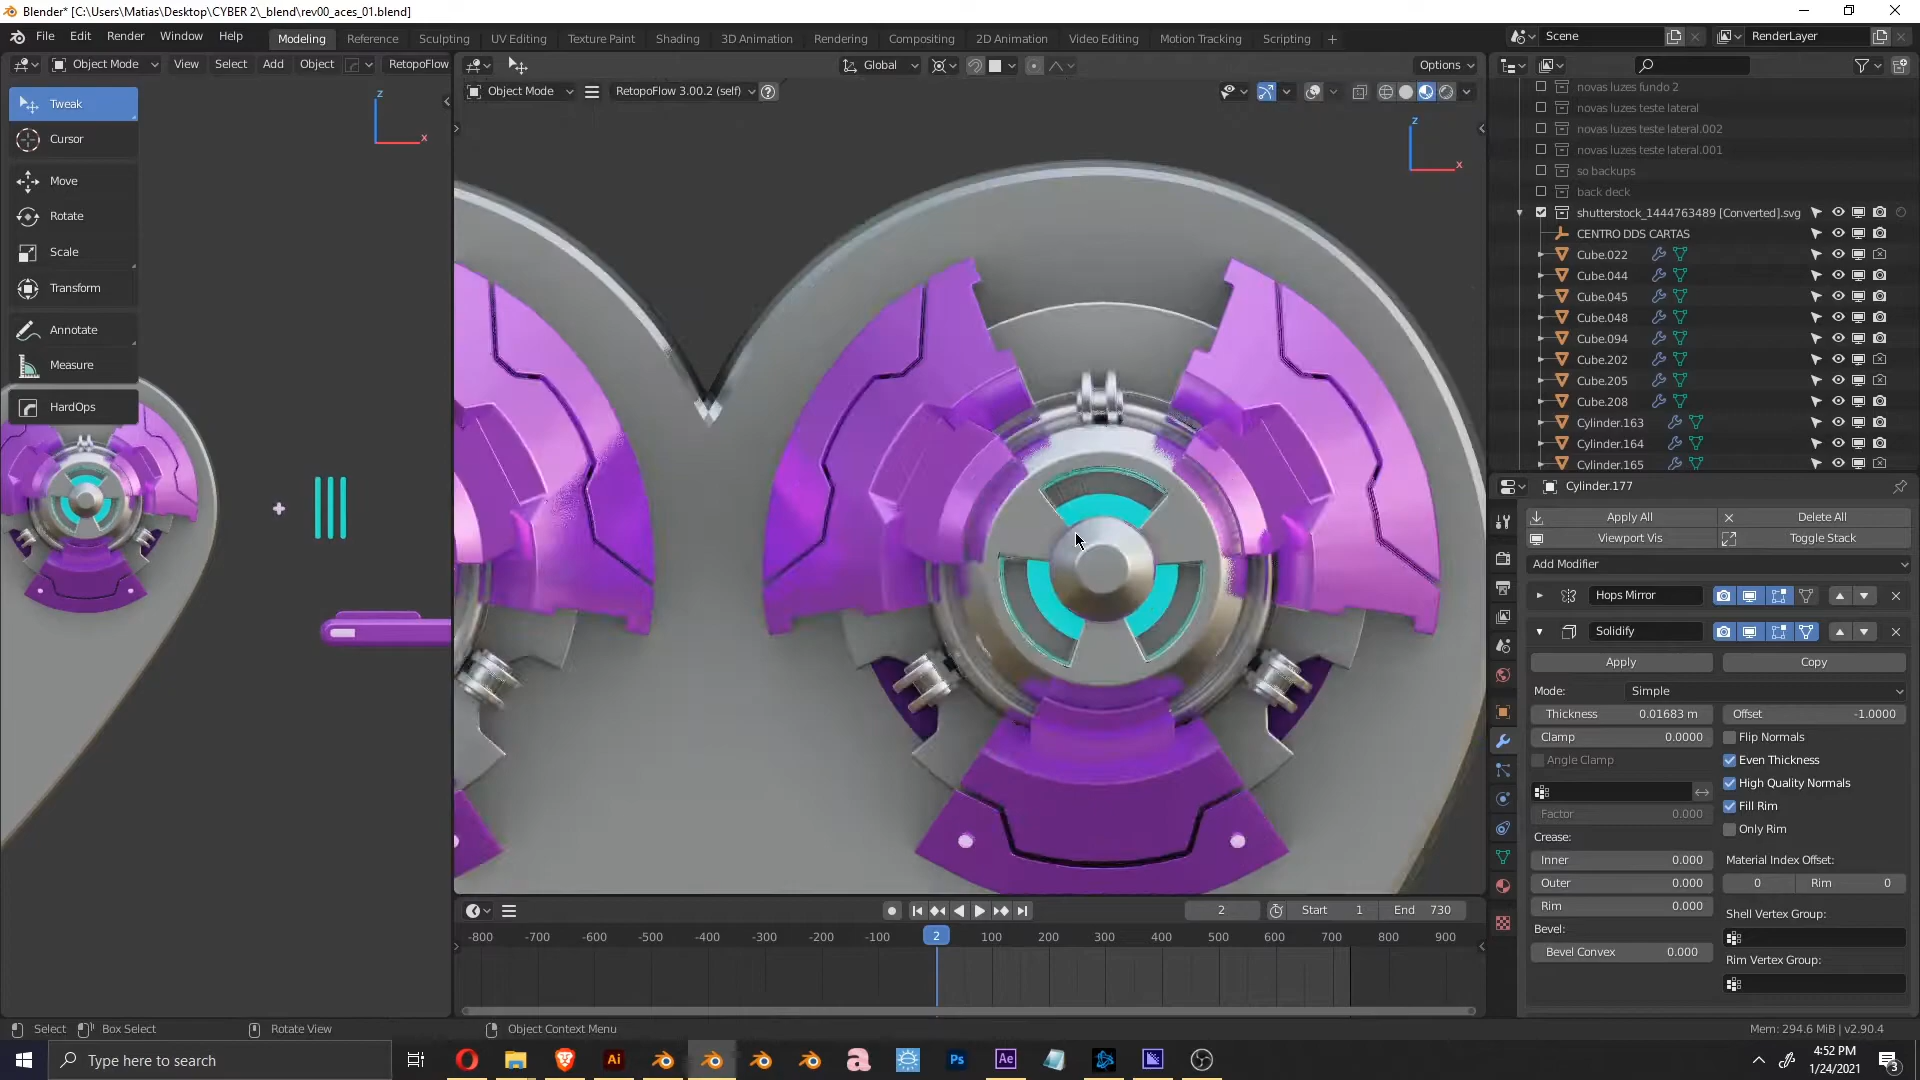 Blender* [C:\Users\Matias\Desktop\CYBER 2\_blend\rev00_aces_01.blend]
File Edit Render Window Help Modeling Reference Sculpting UV Editing Texture Paint Shading 3D Animation Rendering Compositing 2D Animation Video Editing Motion Tracking Scripting + Scene RenderLayer
Object Mode View Select Add Object RetopoFlow Global Options
Object Mode RetopoFlow 3.00.2 (self)
Tweak
Cursor
Move
Rotate
Scale
Transform
Annotate
Measure
HardOps
z
x
z
x
novas luzes fundo 2
novas luzes teste lateral
novas luzes teste lateral.002
novas luzes teste lateral.001
so backups
back deck
shutterstock_1444763489 [Converted].svg
CENTRO DDS CARTAS
Cube.022
Cube.044
Cube.045
Cube.048
Cube.094
Cube.202
Cube.205
Cube.208
Cylinder.163
Cylinder.164
Cylinder.165
Cylinder.177
Apply All Delete All
Viewport Vis Toggle Stack
Add Modifier
Hops Mirror
Solidify
Apply Copy
Mode: Simple
Thickness 0.01683 m Offset -1.0000
Clamp 0.0000 Flip Normals
Angle Clamp Even Thickness
High Quality Normals
Factor 0.000 Fill Rim
Crease: Only Rim
Inner 0.000 Material Index Offset:
Outer 0.000 0 Rim 0
Rim 0.000 Shell Vertex Group:
Bevel:
Bevel Convex 0.000 Rim Vertex Group:
2 Start 1 End 730
-800 -700 -600 -500 -400 -300 -200 -100 2 100 200 300 400 500 600 700 800 900
Select Box Select Rotate View Object Context Menu Mem: 294.6 MiB | v2.90.4
Type here to search
Ai
a
Ps
Ae
4:52 PM
1/24/2021
3